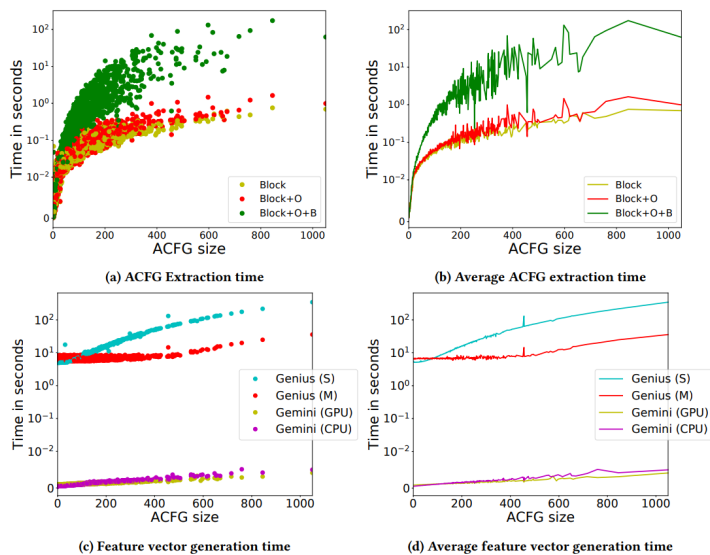 10²
10¹
10⁰
10⁻¹
10⁻²
0
Time in seconds
Block
Block+O
Block+O+B
0 200 400 600 800 1000
ACFG size
(a) ACFG Extraction time
10²
10¹
10⁰
10⁻¹
10⁻²
0
Time in seconds
Block
Block+O
Block+O+B
0 200 400 600 800 1000
ACFG size
(b) Average ACFG extraction time
10²
10¹
10⁰
10⁻¹
10⁻²
0
Time in seconds
Genius (S)
Genius (M)
Gemini (GPU)
Gemini (CPU)
0 200 400 600 800 1000
ACFG size
(c) Feature vector generation time
10²
10¹
10⁰
10⁻¹
10⁻²
0
Time in seconds
Genius (S)
Genius (M)
Gemini (GPU)
Gemini (CPU)
0 200 400 600 800 1000
ACFG size
(d) Average feature vector generation time